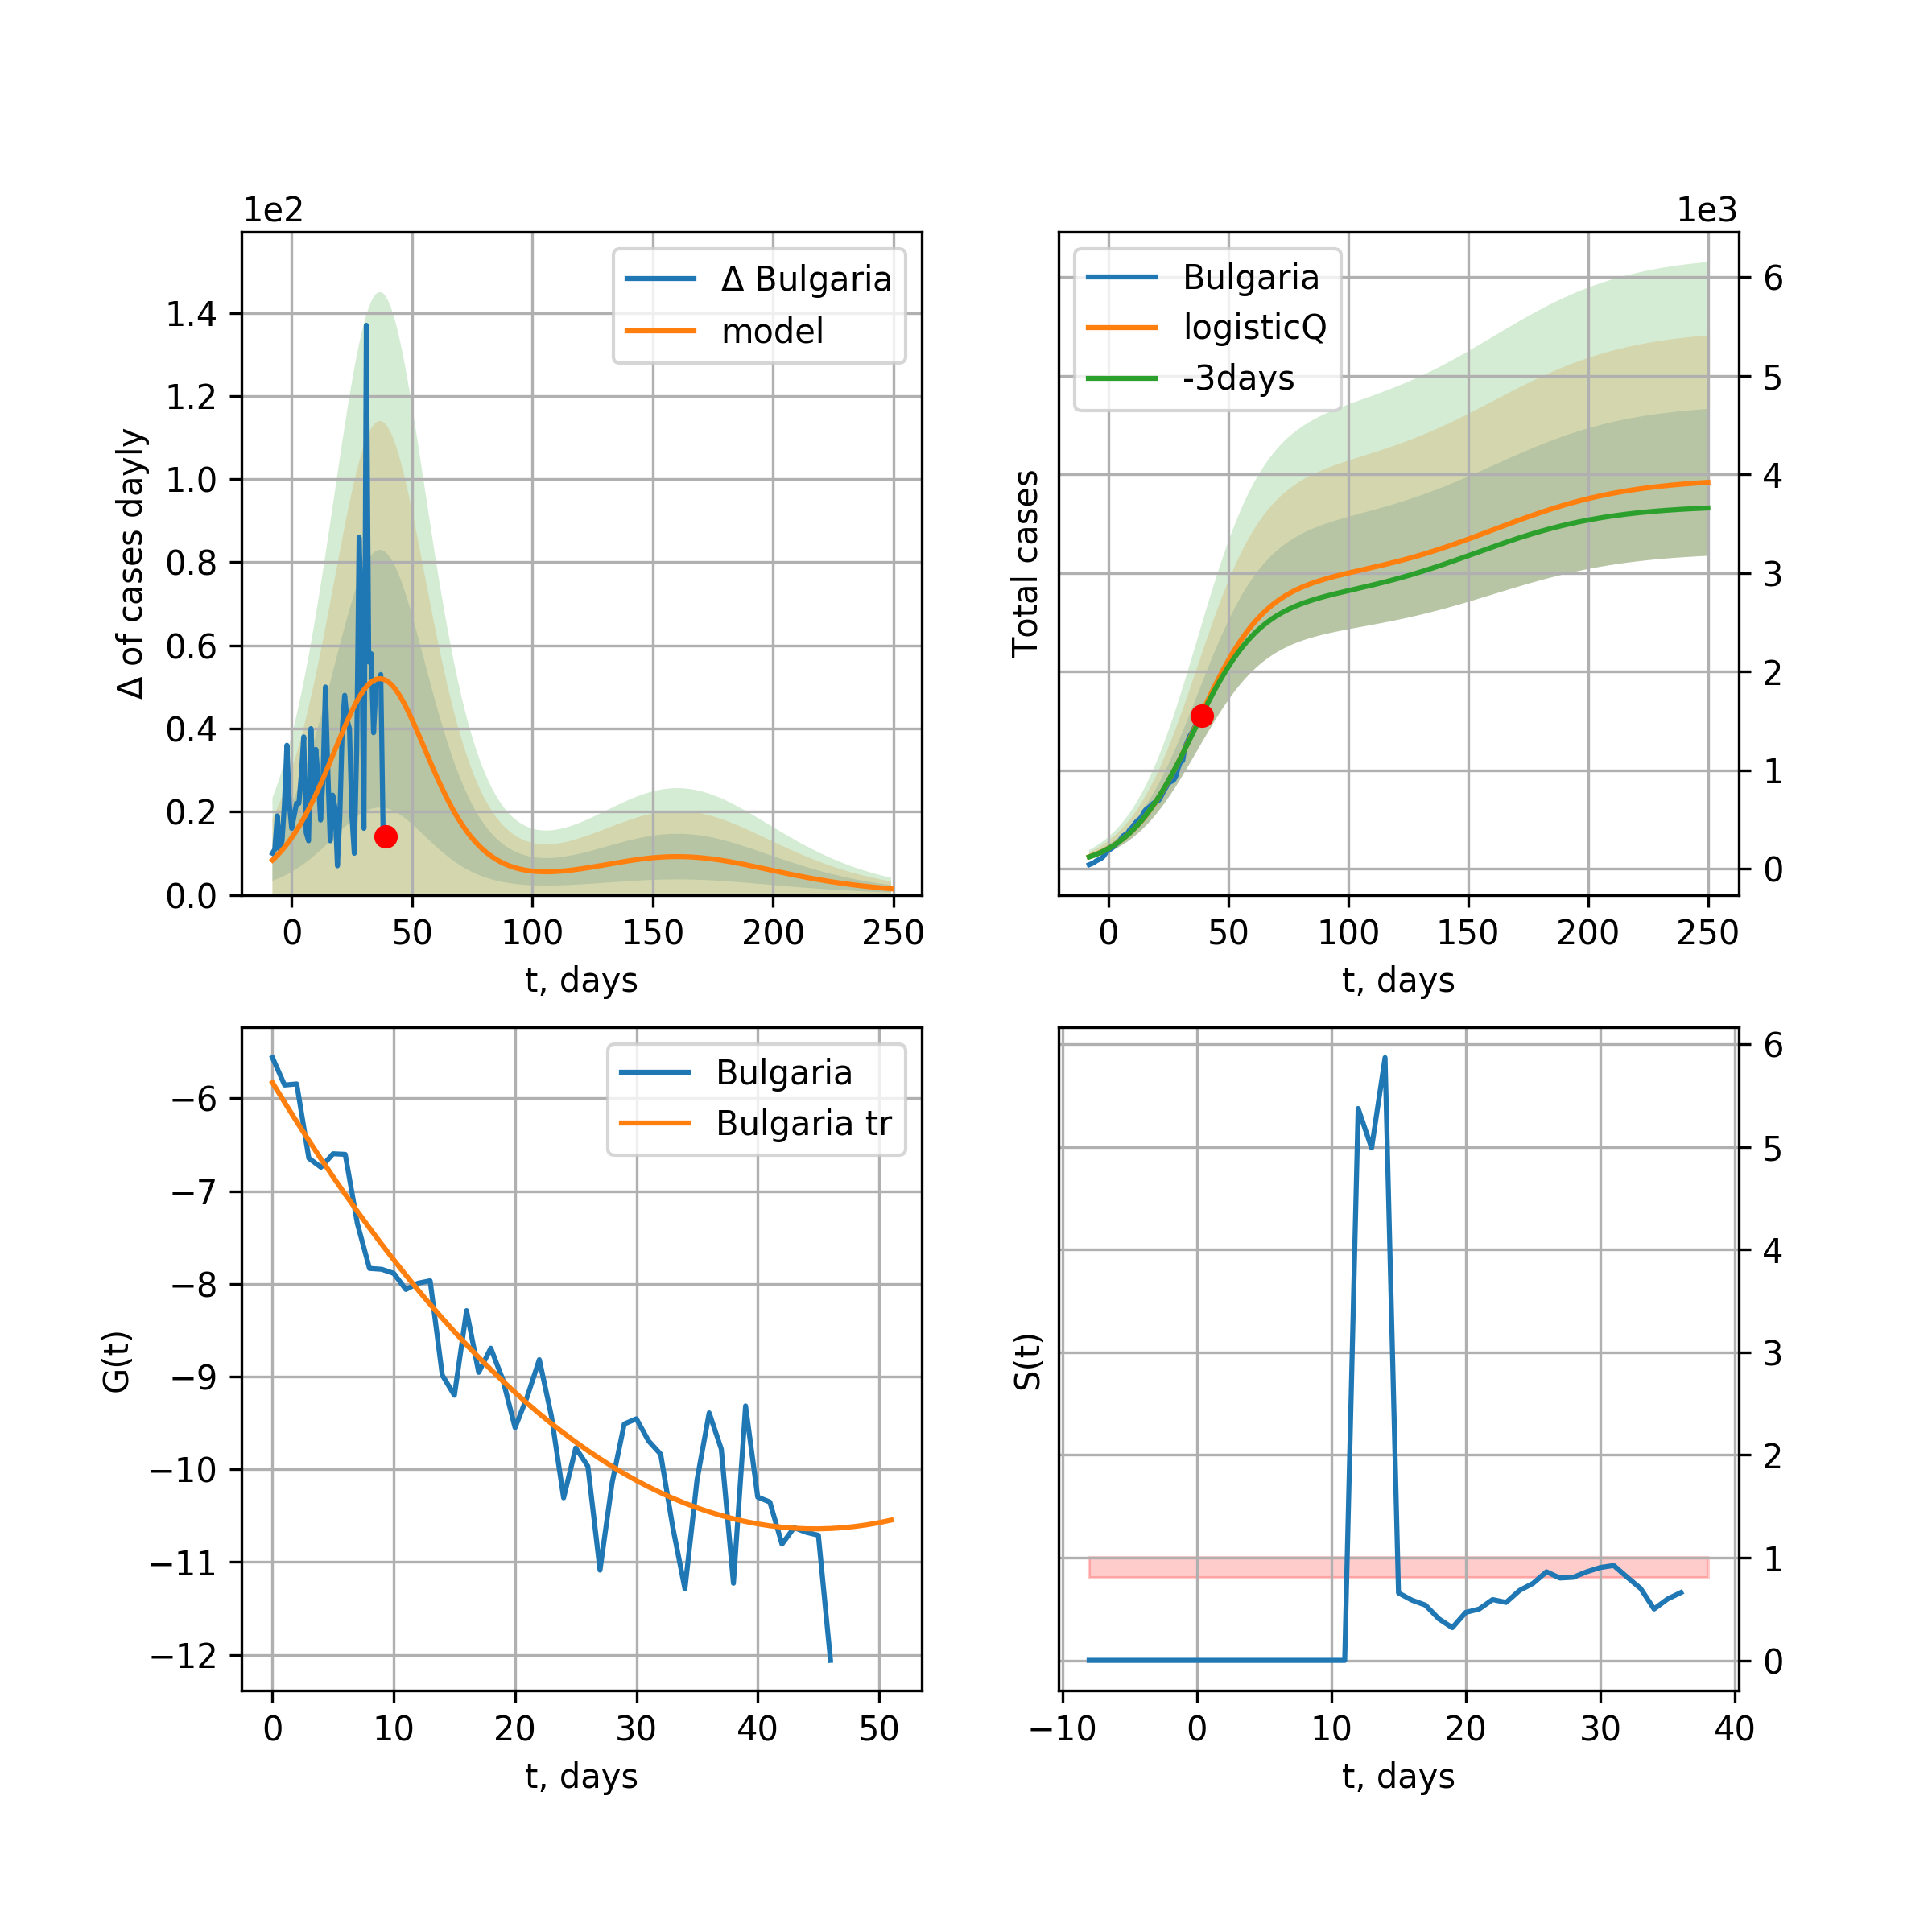 1e2
Δ Bulgaria
model
1.4
1.2
1.0
0.8
0.6
0.4
0.2
0.0
Δ of cases dayly
0 50 100 150 200 250
t, days
1e3
Bulgaria
logisticQ
-3days
6
5
4
3
2
1
0
Total cases
0 50 100 150 200 250
t, days
Bulgaria
Bulgaria tr
−6
−7
−8
−9
−10
−11
−12
G(t)
0 10 20 30 40 50
t, days
6
5
4
3
2
1
0
S(t)
−10 0 10 20 30 40
t, days